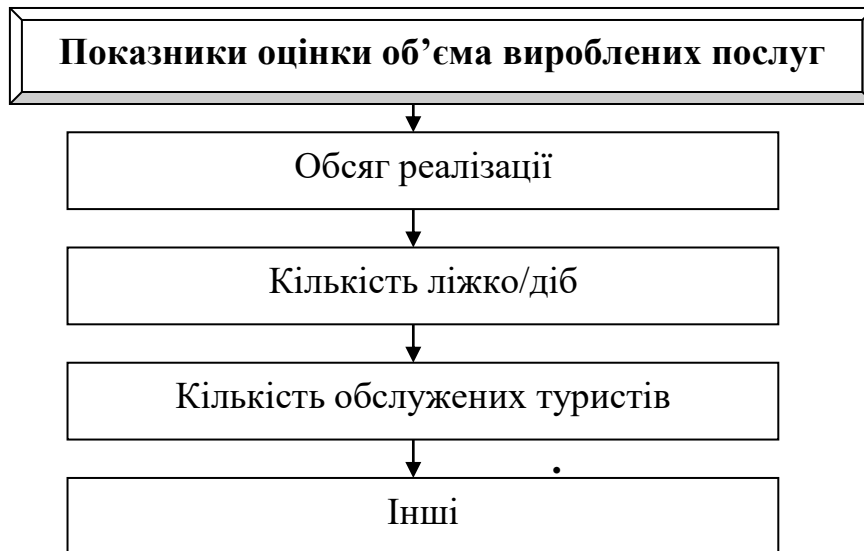 Показники оцінки об’єма вироблених послуг
Обсяг реалізації
Кількість ліжко/діб
Кількість обслужених туристів
.
Інші